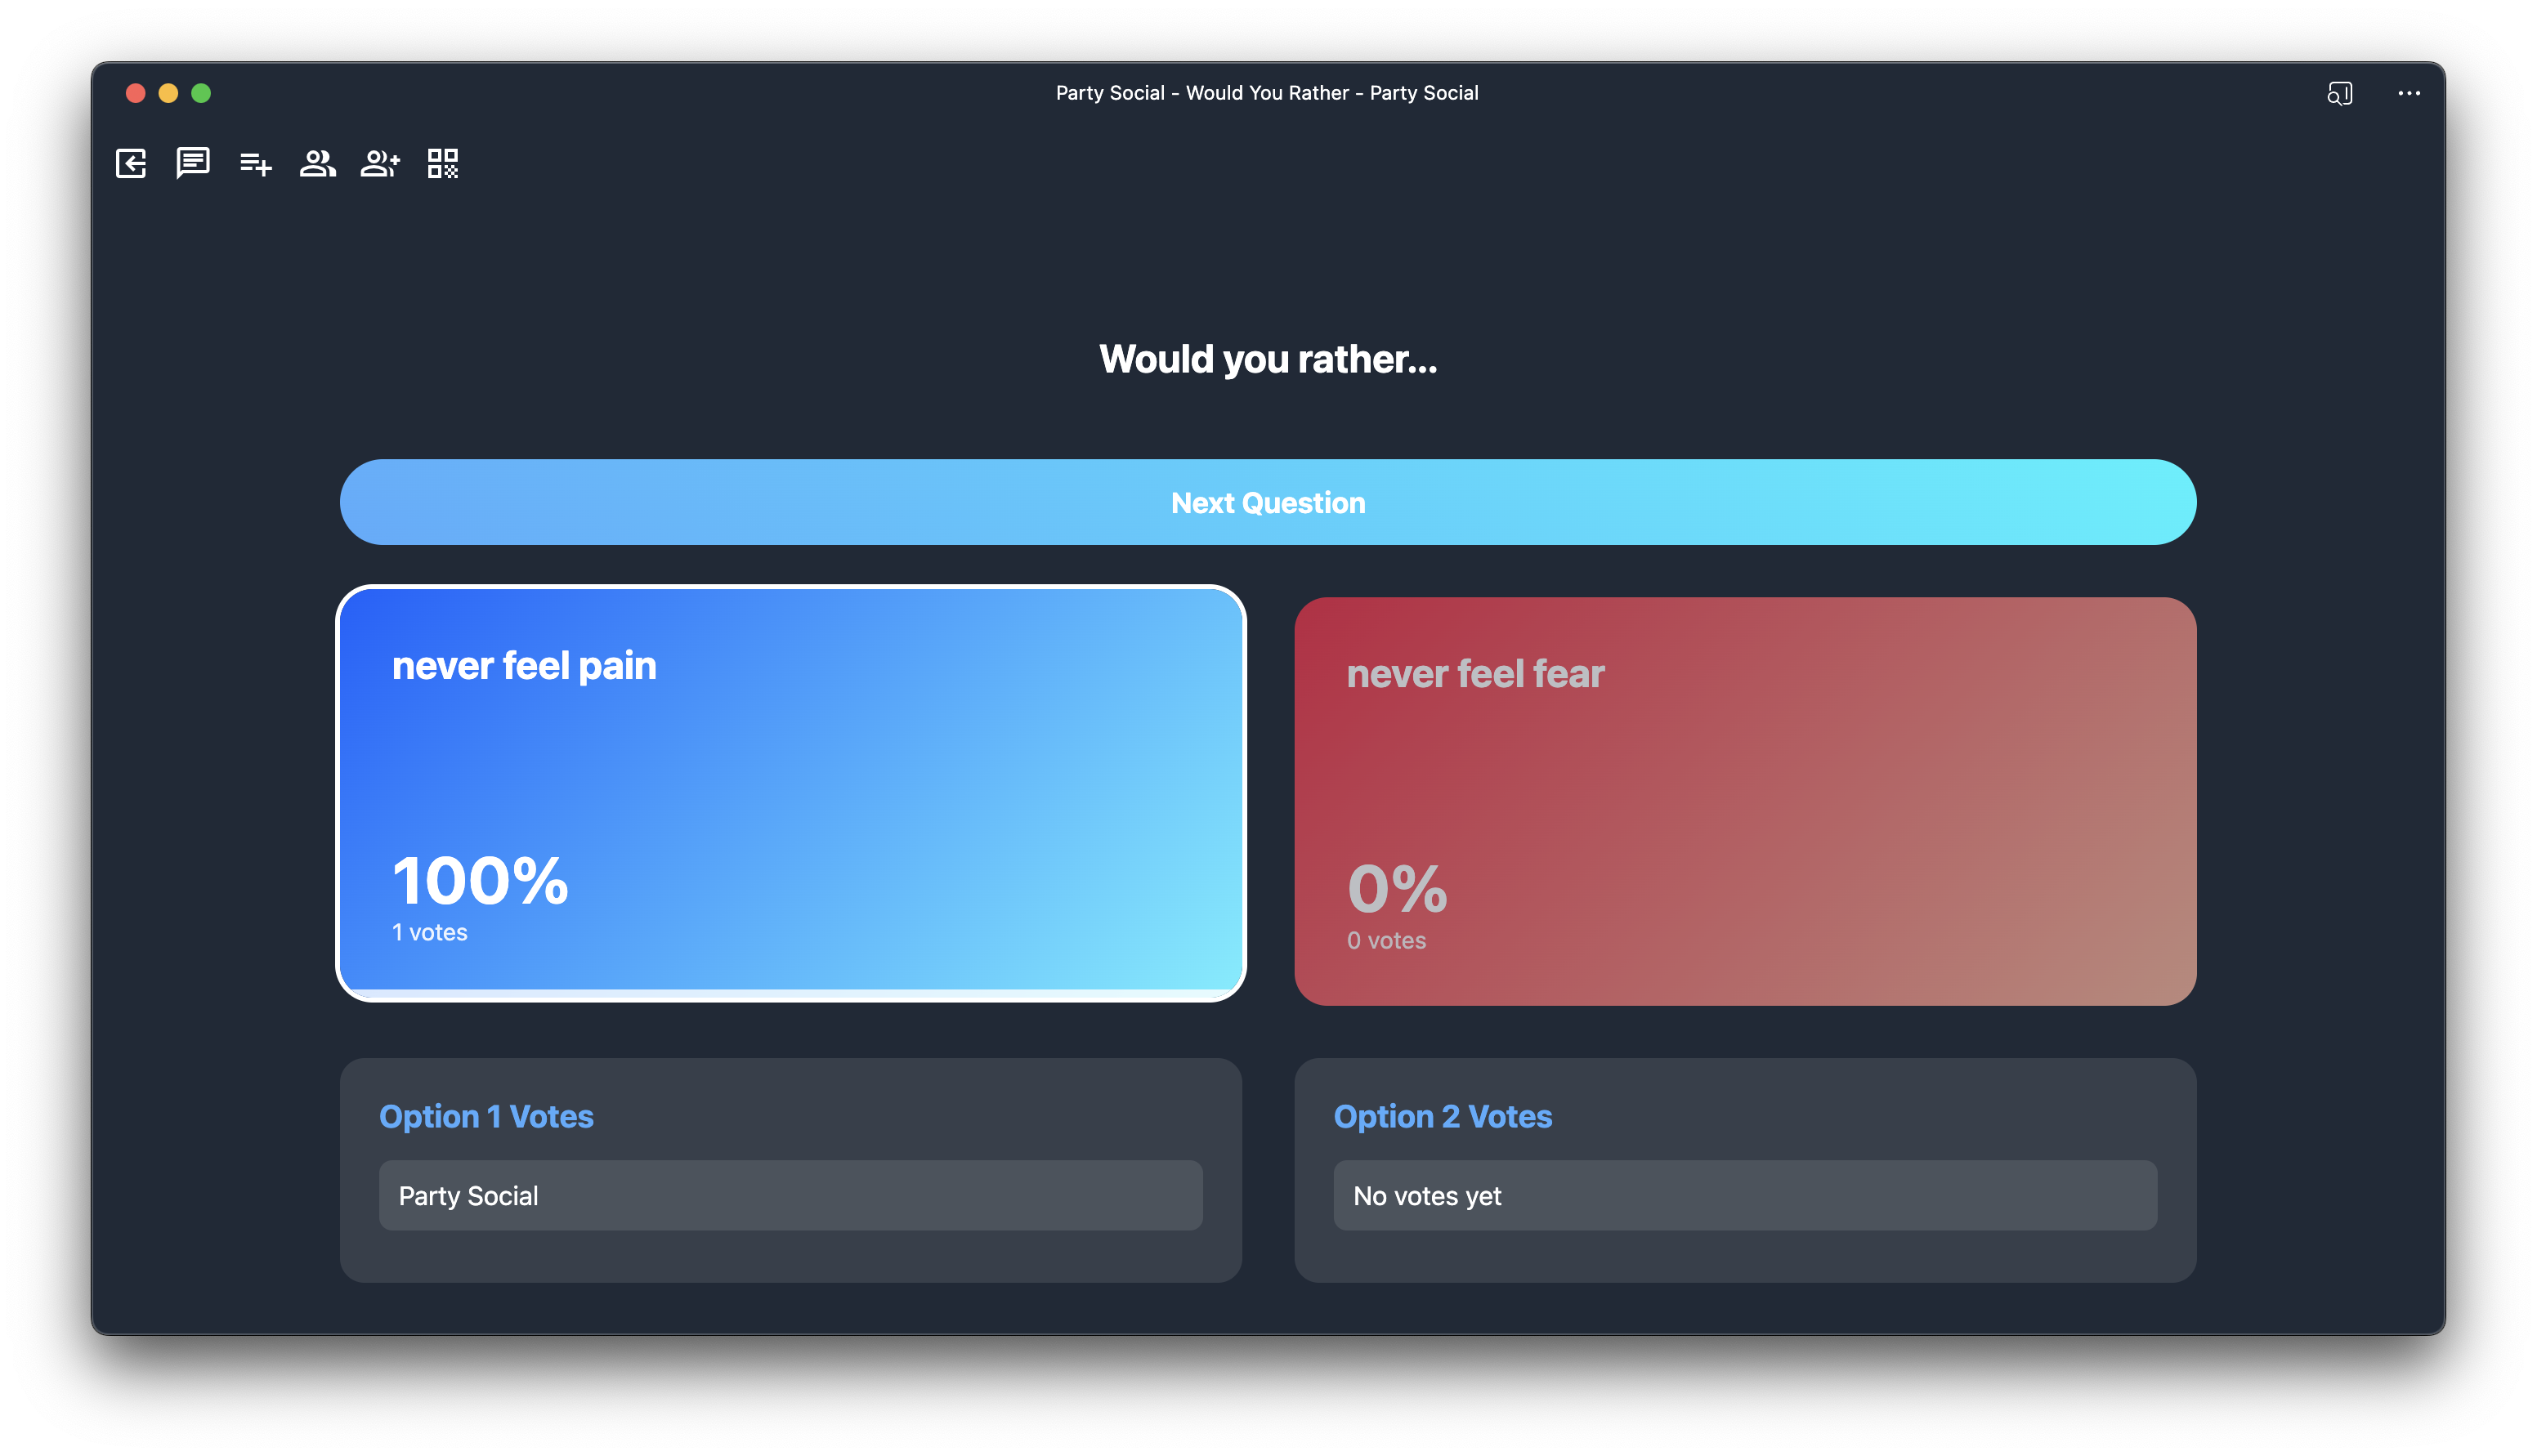 Party Social - Would You Rather - Party Social
Would you rather...
Next Question
never feel pain
100%
1 votes
never feel fear
0%
0 votes
Option 1 Votes
Party Social
Option 2 Votes
No votes yet